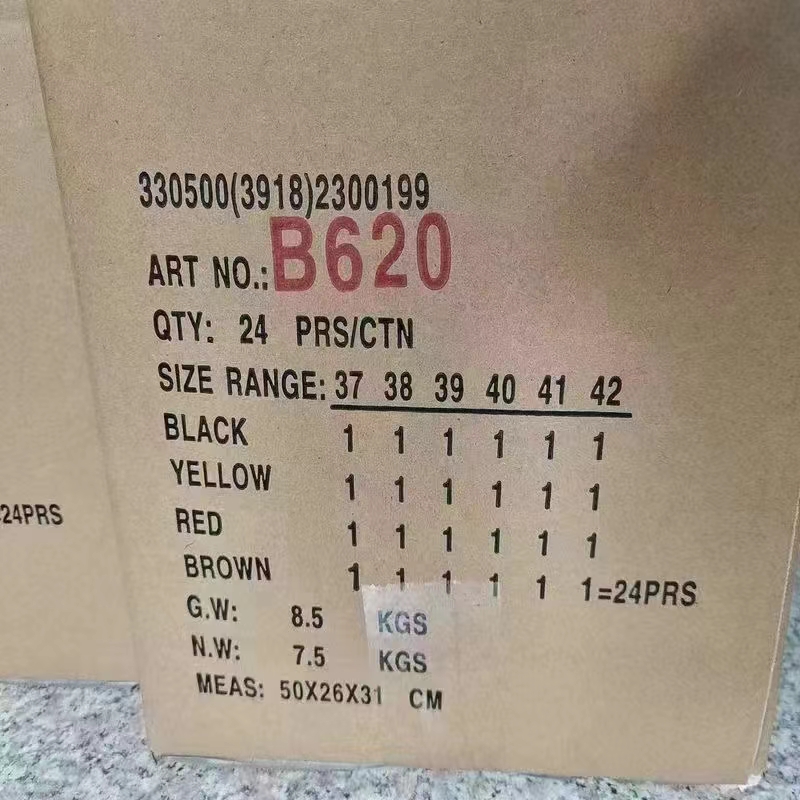 330500(3918)2300199
ART NO.: B620
QTY: 24 PRS/CTN
SIZE RANGE: 37 38 39 40 41 42
BLACK 1 1 1 1 1 1
YELLOW 1 1 1 1 1 1
RED 1 1 1 1 1 1
BROWN 1 1 1 1 1 1=24PRS
G.W: 8.5 KGS
N.W: 7.5 KGS
MEAS: 50X26X31 CM
=24PRS